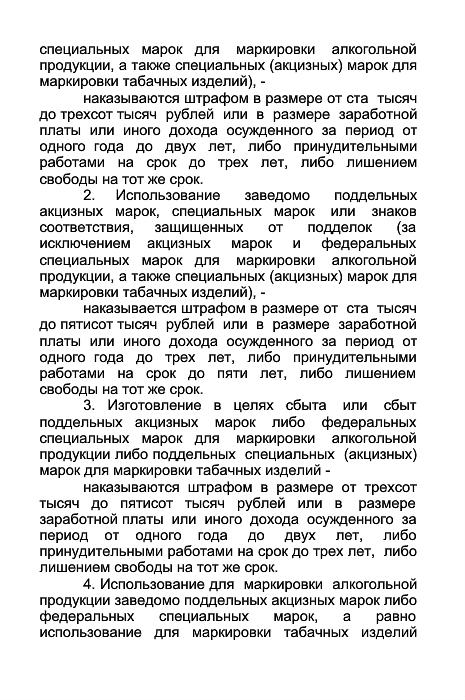 специальных марок для маркировки алкогольной
продукции, а также специальных (акцизных) марок для
маркировки табачных изделий), -
наказываются штрафом в размере от ста тысяч
до трехсот тысяч рублей или в размере заработной
платы или иного дохода осужденного за период от
одного года до двух лет, либо принудительными
работами на срок до трех лет, либо лишением
свободы на тот же срок.
2. Использование заведомо поддельных
акцизных марок, специальных марок или знаков
соответствия, защищенных от подделок (за
исключением акцизных марок и федеральных
специальных марок для маркировки алкогольной
продукции, а также специальных (акцизных) марок для
маркировки табачных изделий), -
наказывается штрафом в размере от ста тысяч
до пятисот тысяч рублей или в размере заработной
платы или иного дохода осужденного за период от
одного года до трех лет, либо принудительными
работами на срок до пяти лет, либо лишением
свободы на тот же срок.
3. Изготовление в целях сбыта или сбыт
поддельных акцизных марок либо федеральных
специальных марок для маркировки алкогольной
продукции либо поддельных специальных (акцизных)
марок для маркировки табачных изделий -
наказываются штрафом в размере от трехсот
тысяч до пятисот тысяч рублей или в размере
заработной платы или иного дохода осужденного за
период от одного года до двух лет, либо
принудительными работами на срок до трех лет, либо
лишением свободы на тот же срок.
4. Использование для маркировки алкогольной
продукции заведомо поддельных акцизных марок либо
федеральных специальных марок, а равно
использование для маркировки табачных изделий